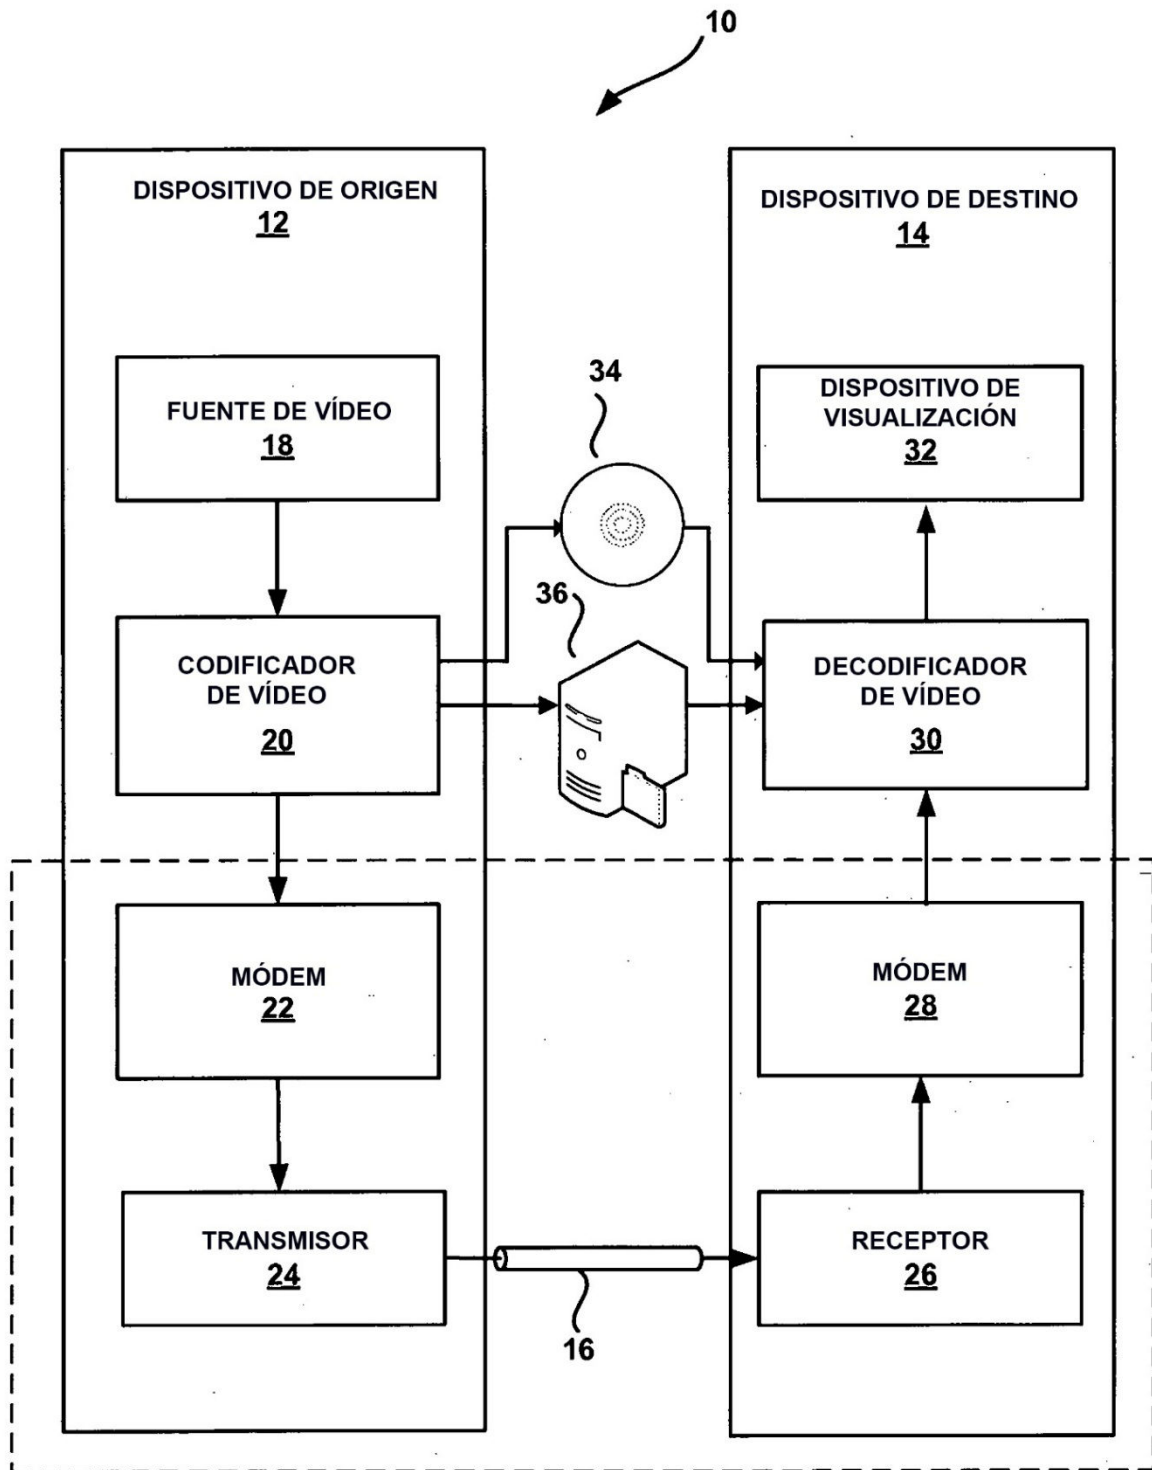 10
DISPOSITIVO DE ORIGEN
12
DISPOSITIVO DE DESTINO
14
FUENTE DE VÍDEO
18
34
DISPOSITIVO DE
VISUALIZACIÓN
32
36
CODIFICADOR
DE VÍDEO
20
DECODIFICADOR
DE VÍDEO
30
MÓDEM
22
MÓDEM
28
TRANSMISOR
24
16
RECEPTOR
26